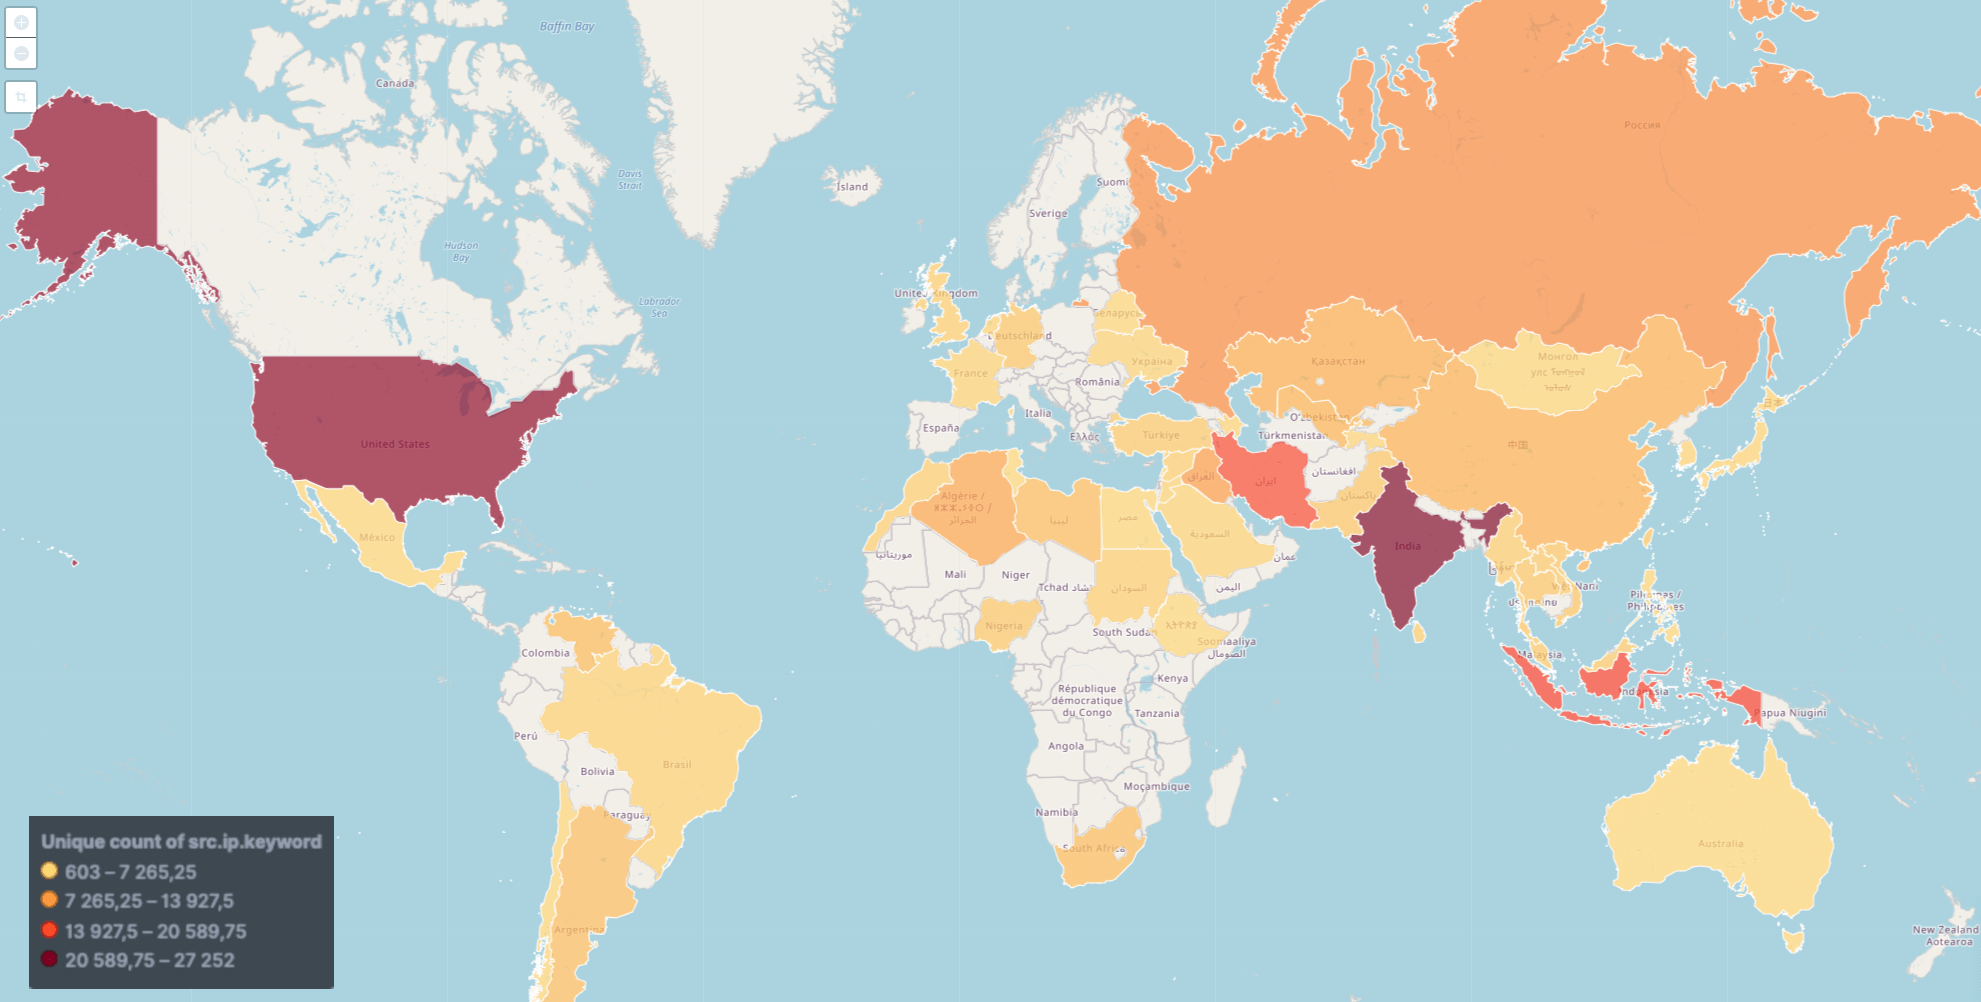 Baffin Bay
Canada
Россия
Davis
Strait
Ísland
Suomi
Sverige
Hudson
Bay
Labrador
Sea
United Kingdom
Беларусь
Deutschland
Україна
Қазақстан
Монгол
улс
France
România
Italia
España
Ελλάς
Türkiye
O'zbekistan
Türkmenistan
日本
中国
United States
افغانستان
ایران
العراق
پاکستان
México
Algérie /
ⵍⵣⵣⴰⵢⴻⵔ /
الجزائر
ليبيا
مصر
السعودية
عمان
India
موريتانيا
Mali
Niger
Tchad تشاد
السودان
اليمن
Việt Nam
Pilipinas /
Philippines
Nigeria
South Sudan
ኢትዮጵያ
Soomaaliya
الصومال
Colombia
Malaysia
Kenya
République
démocratique
du Congo
Indonesia
Papua Niugini
Tanzania
Perú
Angola
Brasil
Bolivia
Moçambique
Namibia
Paraguay
South Africa
Australia
Argentina
New Zealand
Aotearoa
Unique count of src.ip.keyword
603 – 7 265,25
7 265,25 – 13 927,5
13 927,5 – 20 589,75
20 589,75 – 27 252